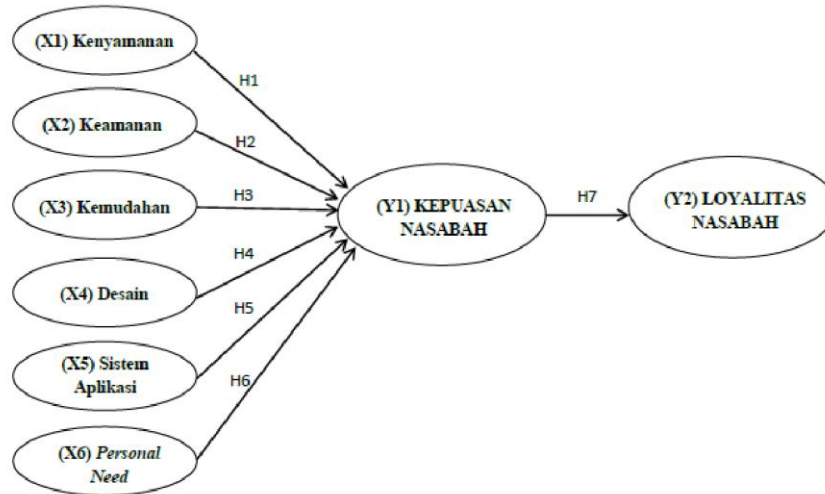 (X1) Kenyamanan
H1
(X2) Keamanan
H2
(X3) Kemudahan
H3
(Y1) KEPUASAN
NASABAH
H7
(Y2) LOYALITAS
NASABAH
H4
(X4) Desain
H5
(X5) Sistem
Aplikasi
H6
(X6) Personal
Need